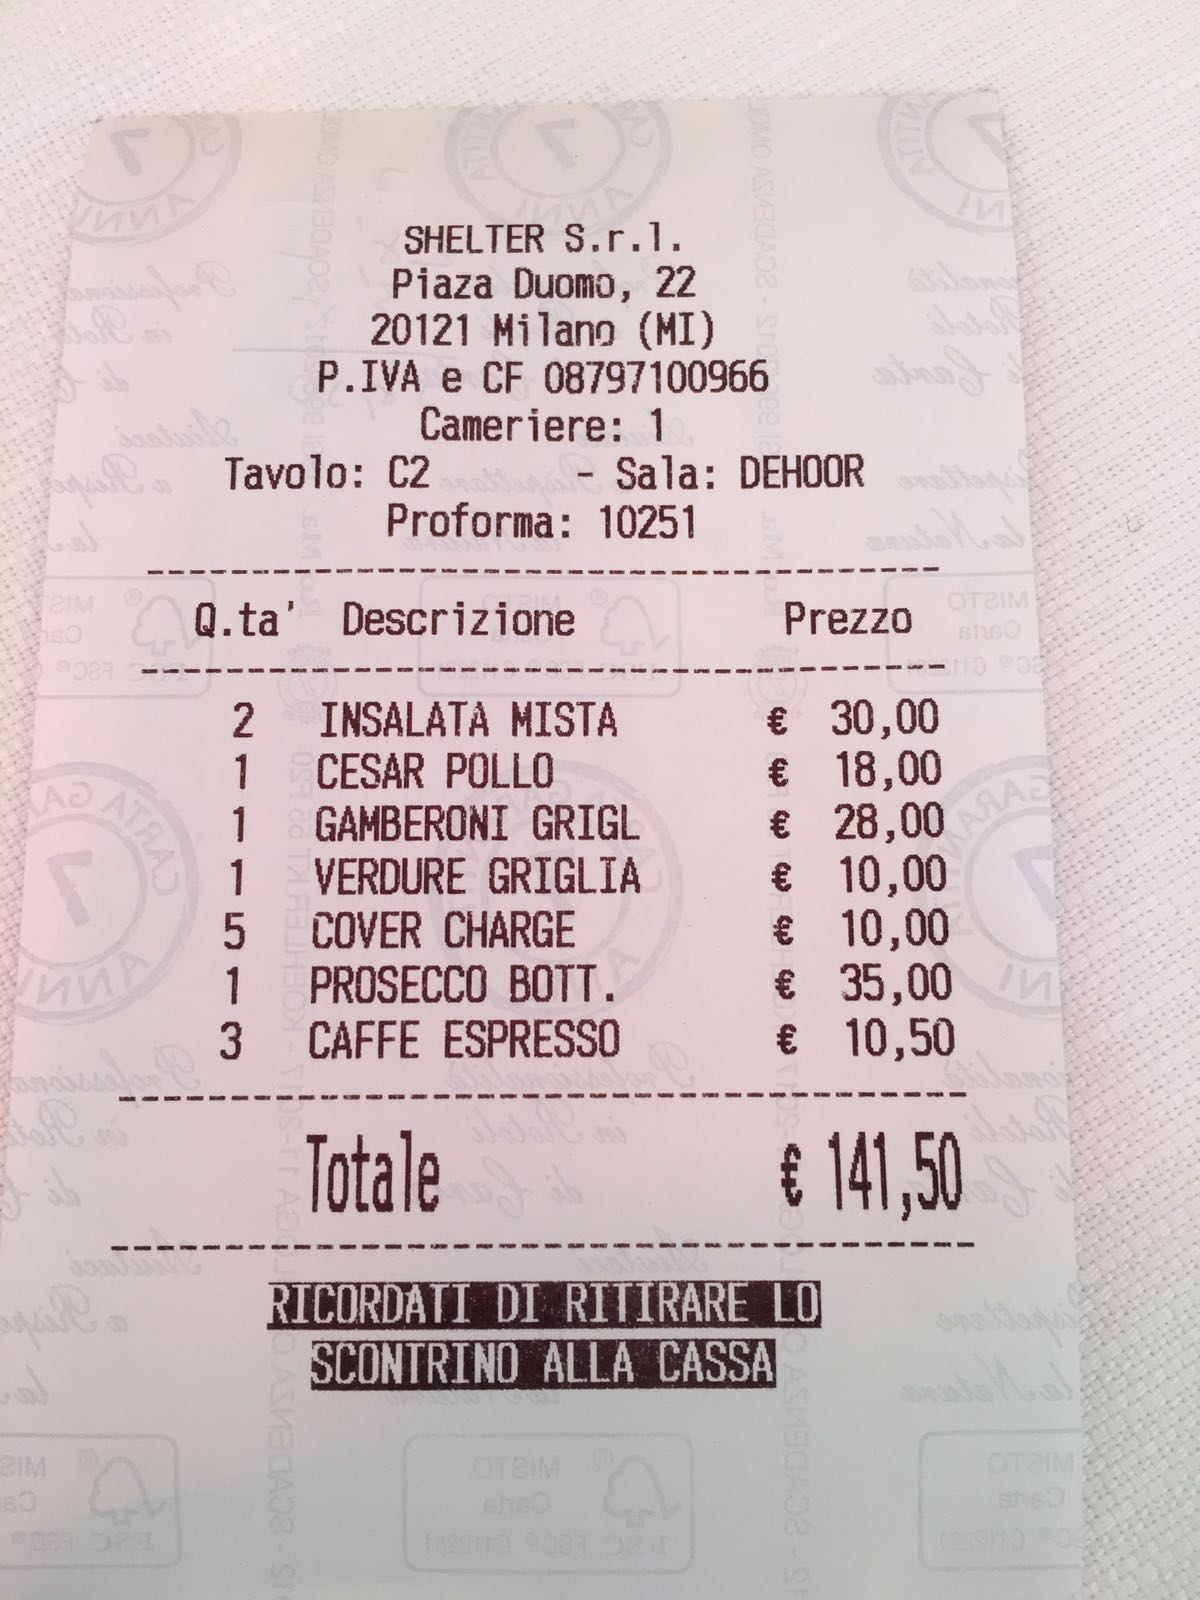 SHELTER S.r.l.
Piaza Duomo, 22
20121 Milano (MI)
P.IVA e CF 08797100966
Cameriere: 1
Tavolo: C2 - Sala: DEHOOR
Proforma: 10251
Q.ta' Descrizione Prezzo
2 INSALATA MISTA € 30,00
1 CESAR POLLO € 18,00
1 GAMBERONI GRIGL € 28,00
1 VERDURE GRIGLIA € 10,00
5 COVER CHARGE € 10,00
1 PROSECCO BOTT. € 35,00
3 CAFFE ESPRESSO € 10,50
Totale € 141,50
RICORDATI DI RITIRARE LO
SCONTRINO ALLA CASSA